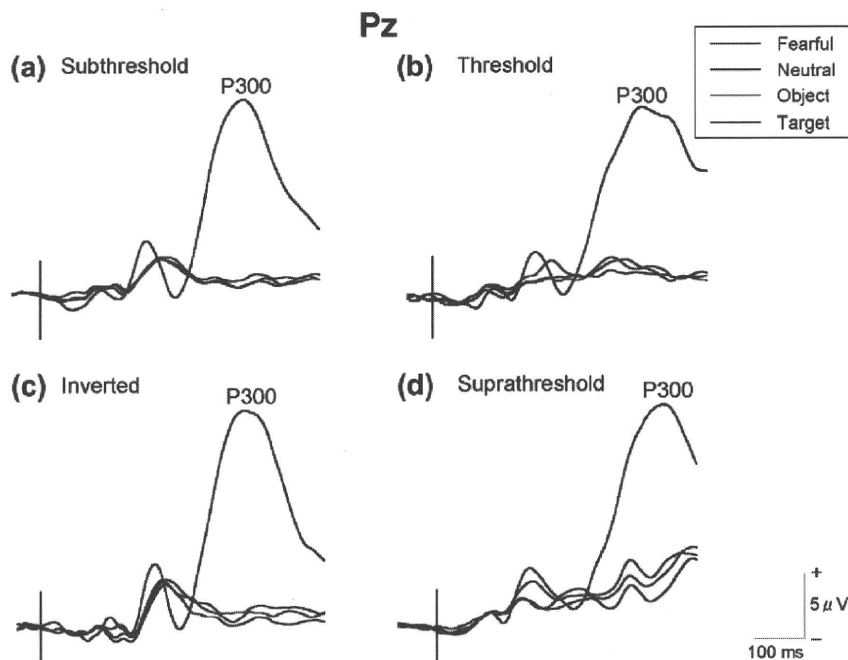 Pz
(a) Subthreshold
P300
(b) Threshold
P300
Fearful
Neutral
Object
Target
(c) Inverted
P300
(d) Suprathreshold
P300
+
5 μV
–
100 ms